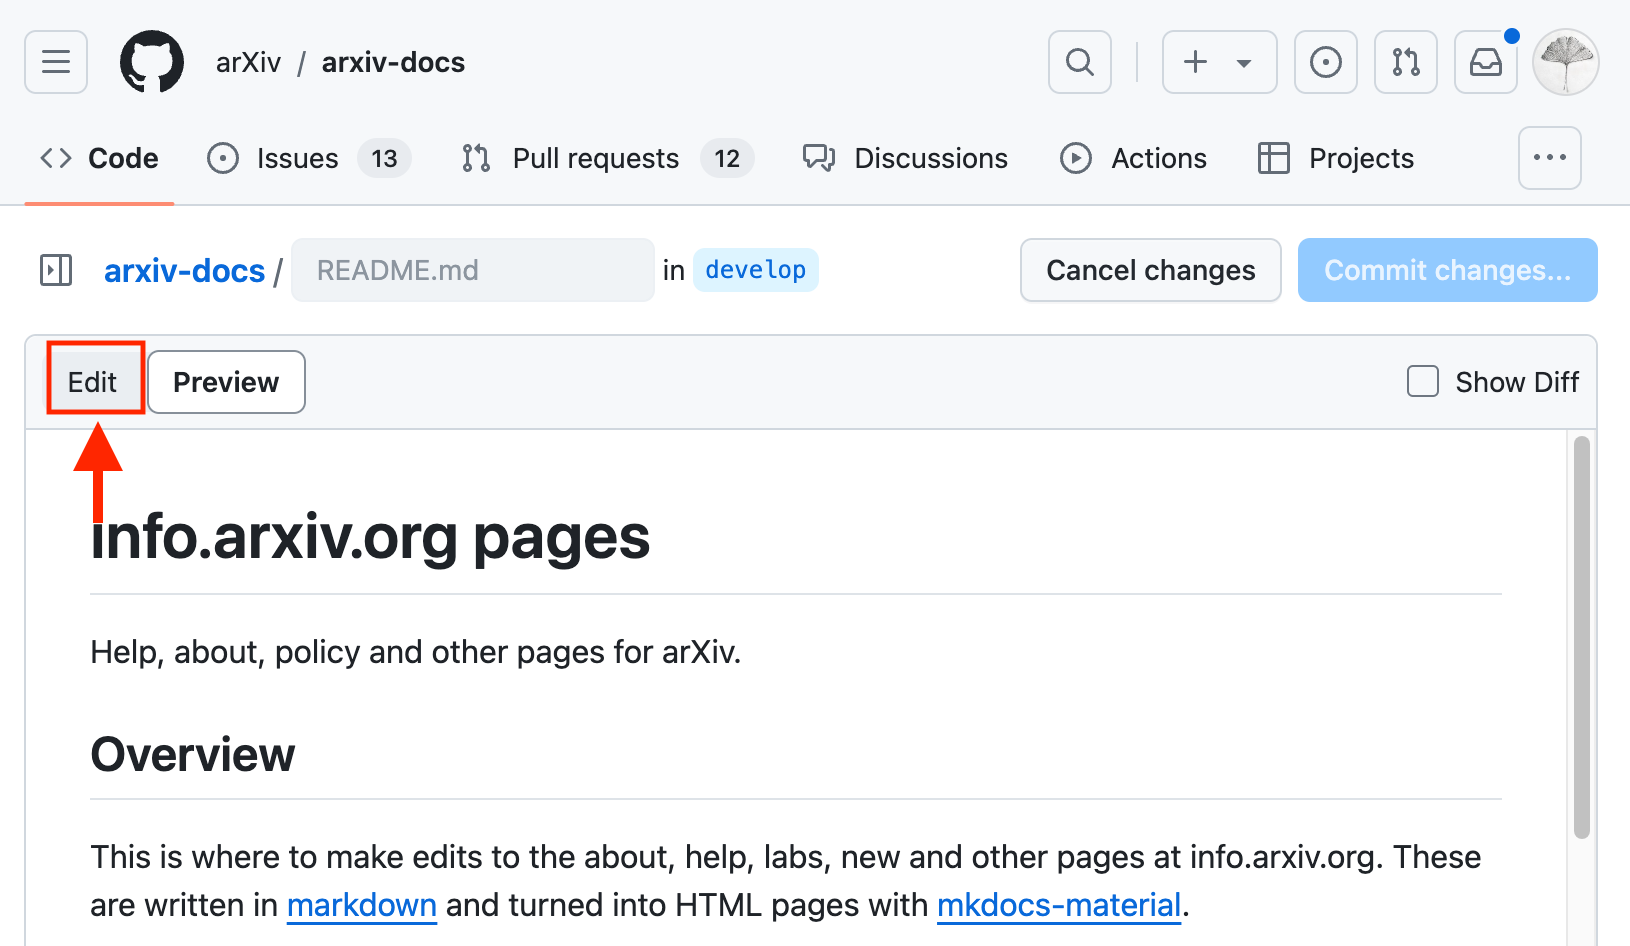 arXiv / arxiv-docs
Code Issues 13 Pull requests 12 Discussions Actions Projects
arxiv-docs / README.md in develop Cancel changes Commit changes...
Edit Preview Show Diff
info.arxiv.org pages
Help, about, policy and other pages for arXiv.
Overview
This is where to make edits to the about, help, labs, new and other pages at info.arxiv.org. These
are written in markdown and turned into HTML pages with mkdocs-material.